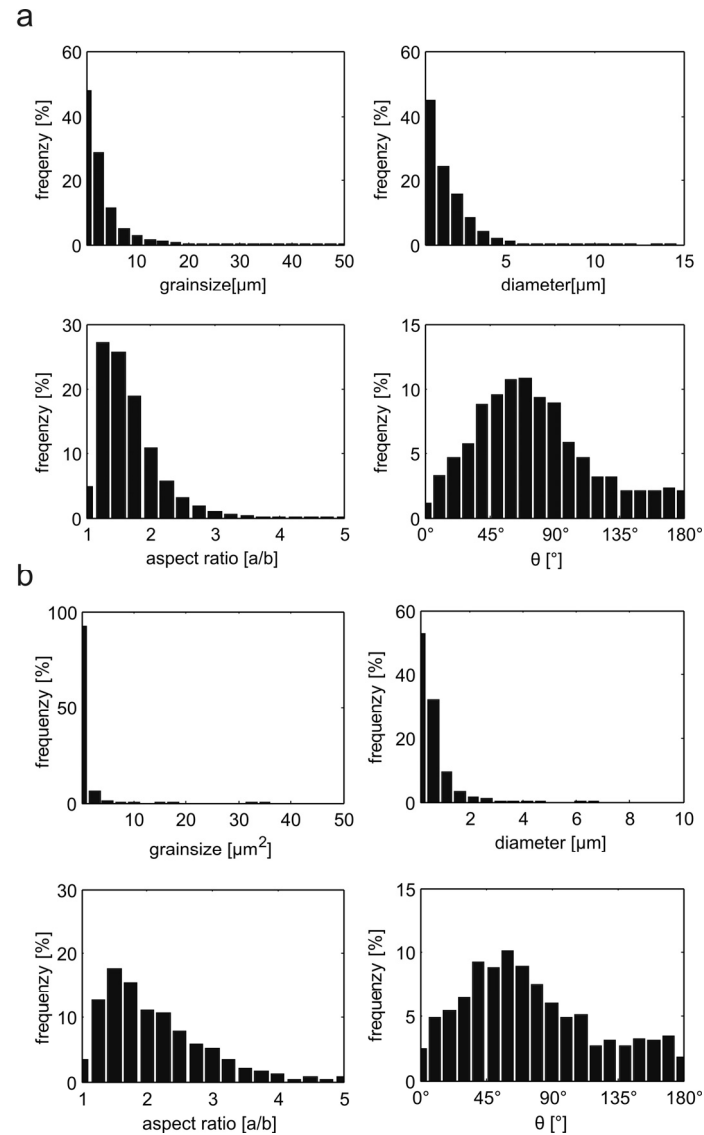 a
60
40
20
0
freqenzy [%]
10 20 30 40 50
grainsize[µm]
60
40
20
0
freqenzy [%]
5 10 15
diameter[µm]
30
20
10
0
freqenzy [%]
1 2 3 4 5
aspect ratio [a/b]
15
10
5
0
freqenzy [%]
0° 45° 90° 135° 180°
θ [°]
b
100
50
0
frequenzy [%]
10 20 30 40 50
grainsize [µm²]
60
40
20
0
frequenzy [%]
2 4 6 8 10
diameter [µm]
30
20
10
0
frequenzy [%]
1 2 3 4 5
aspect ratio [a/b]
15
10
5
0
frequenzy [%]
0° 45° 90° 135° 180°
θ [°]